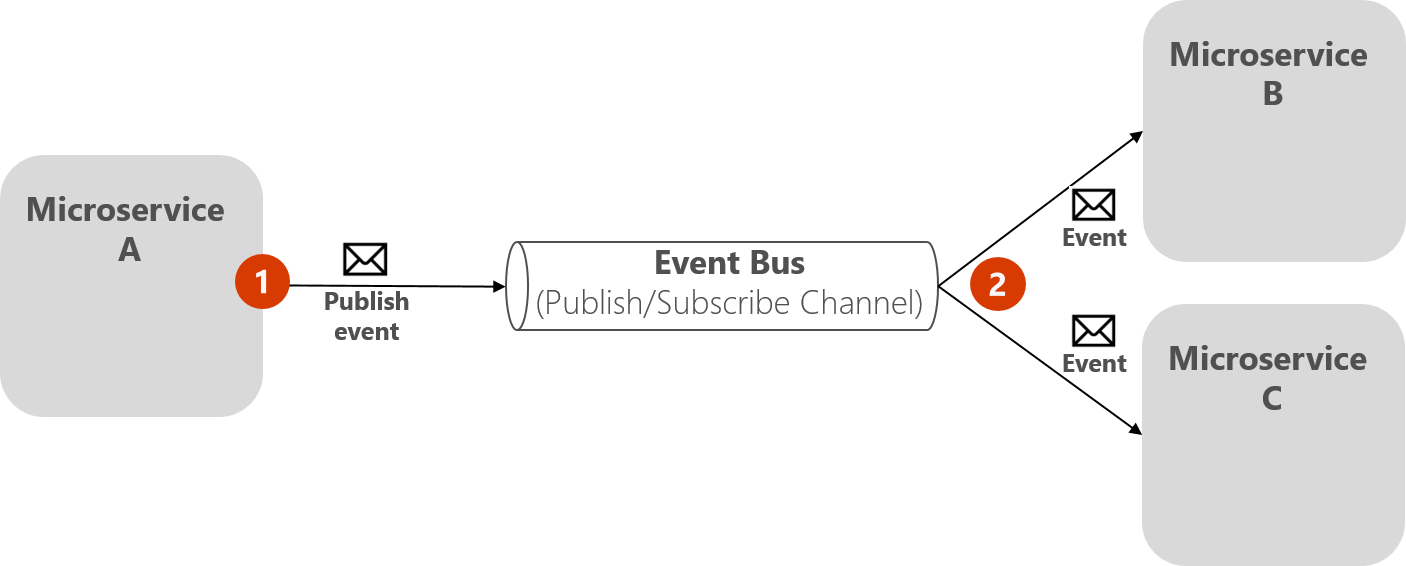 Microservice
A
1
Publish
event
Event Bus
(Publish/Subscribe Channel)
2
Event
Microservice
B
Event
Microservice
C